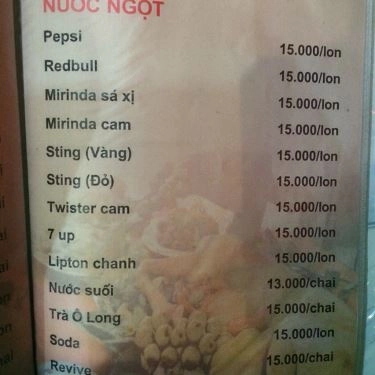 NƯỚC NGỌT
Pepsi 15.000/lon
Redbull 15.000/lon
Mirinda sá xị 15.000/lon
Mirinda cam 15.000/lon
Sting (Vàng) 15.000/lon
Sting (Đỏ) 15.000/lon
Twister cam 15.000/lon
7 up 15.000/lon
Lipton chanh 15.000/lon
Nước suối 13.000/chai
Trà Ô Long 15.000/chai
Soda 15.000/lon
Revive 15.000/chai